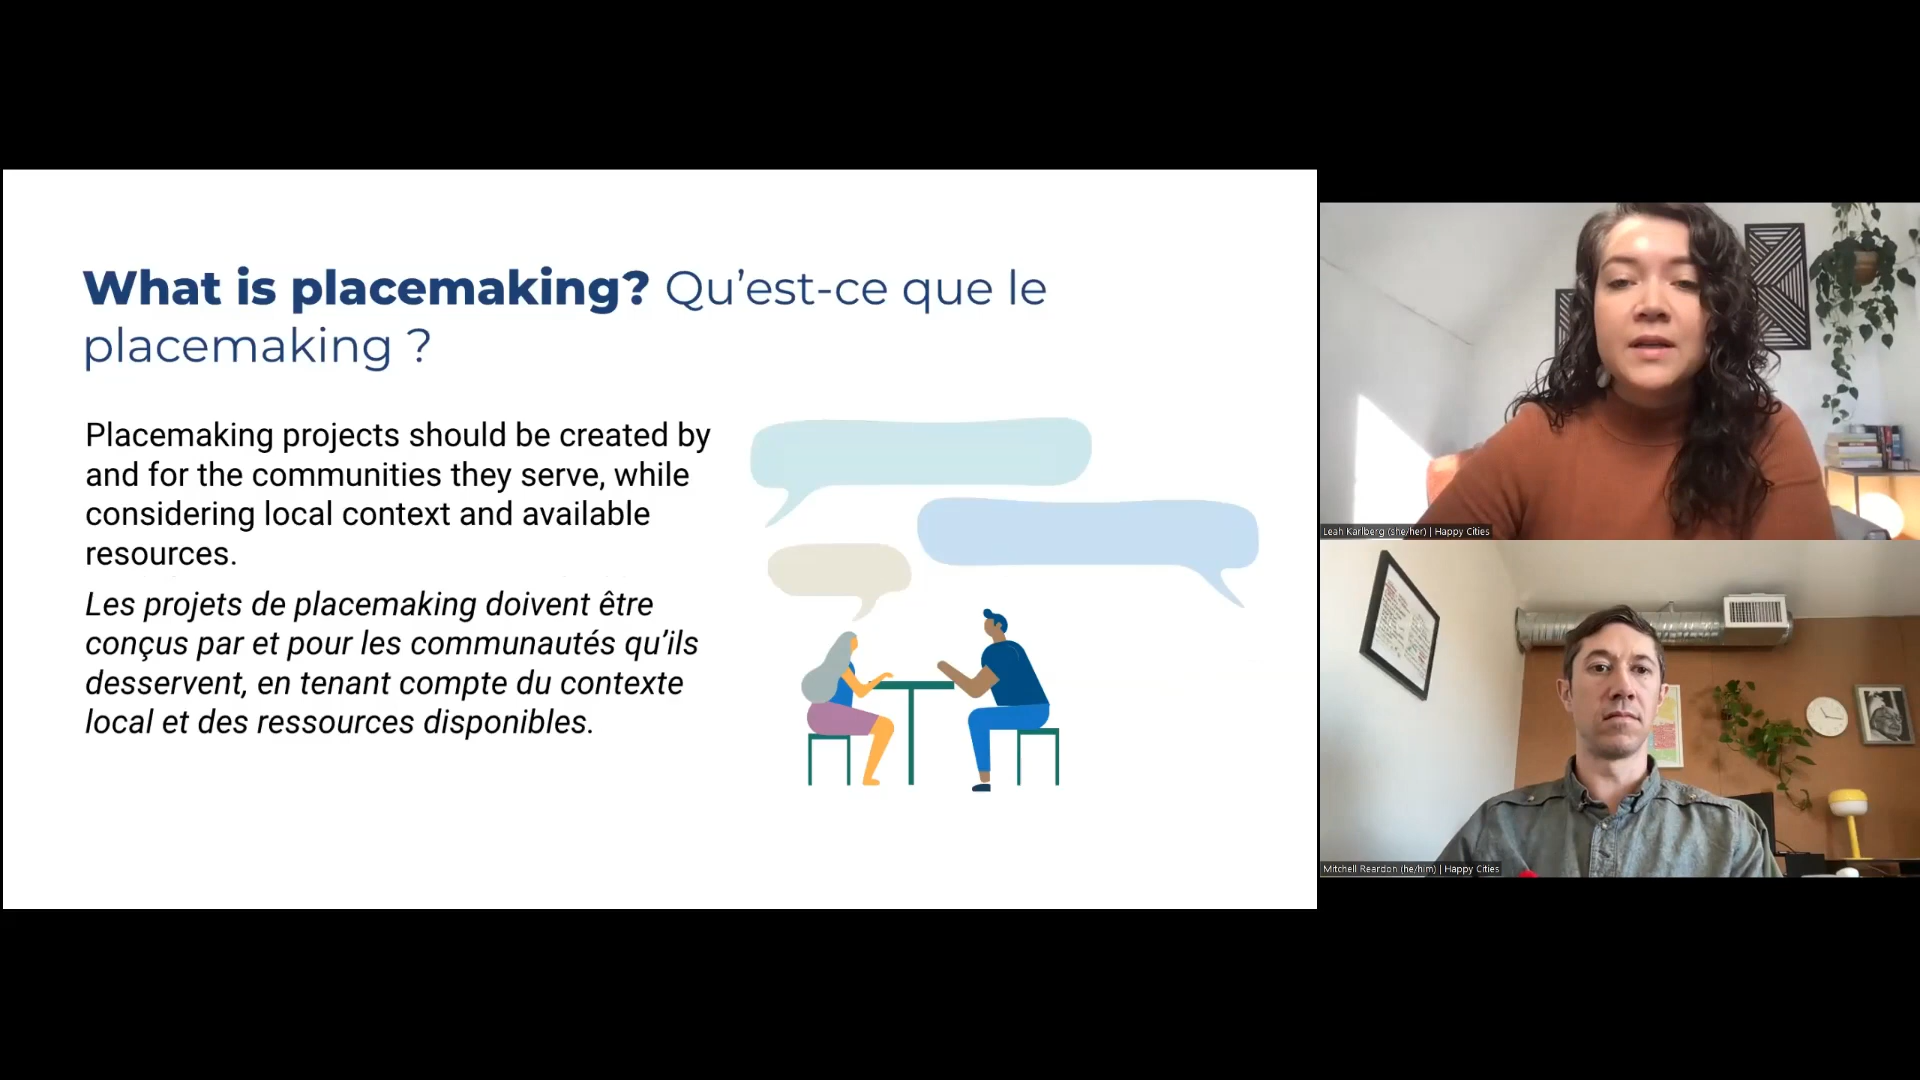 What is placemaking? Qu’est-ce que le
placemaking ?
Placemaking projects should be created by
and for the communities they serve, while
considering local context and available
resources.
Les projets de placemaking doivent être
conçus par et pour les communautés qu’ils
desservent, en tenant compte du contexte
local et des ressources disponibles.
Leah Karlberg (she/her) | Happy Cities
Mitchell Reardon (he/him) | Happy Cities